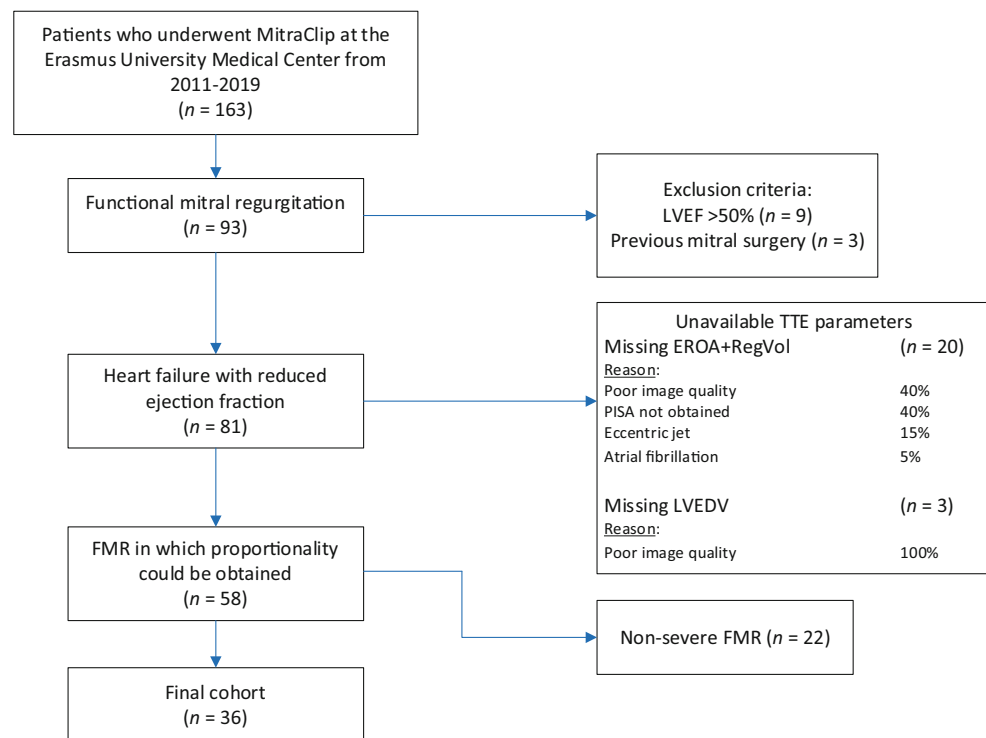 Patients who underwent MitraClip at the
Erasmus University Medical Center from
2011-2019
(n = 163)
Functional mitral regurgitation
(n = 93)
Exclusion criteria:
LVEF >50% (n = 9)
Previous mitral surgery (n = 3)
Heart failure with reduced
ejection fraction
(n = 81)
Unavailable TTE parameters
Missing EROA+RegVol (n = 20)
Reason:
Poor image quality 40%
PISA not obtained 40%
Eccentric jet 15%
Atrial fibrillation 5%
Missing LVEDV (n = 3)
Reason:
Poor image quality 100%
FMR in which proportionality
could be obtained
(n = 58)
Non-severe FMR (n = 22)
Final cohort
(n = 36)